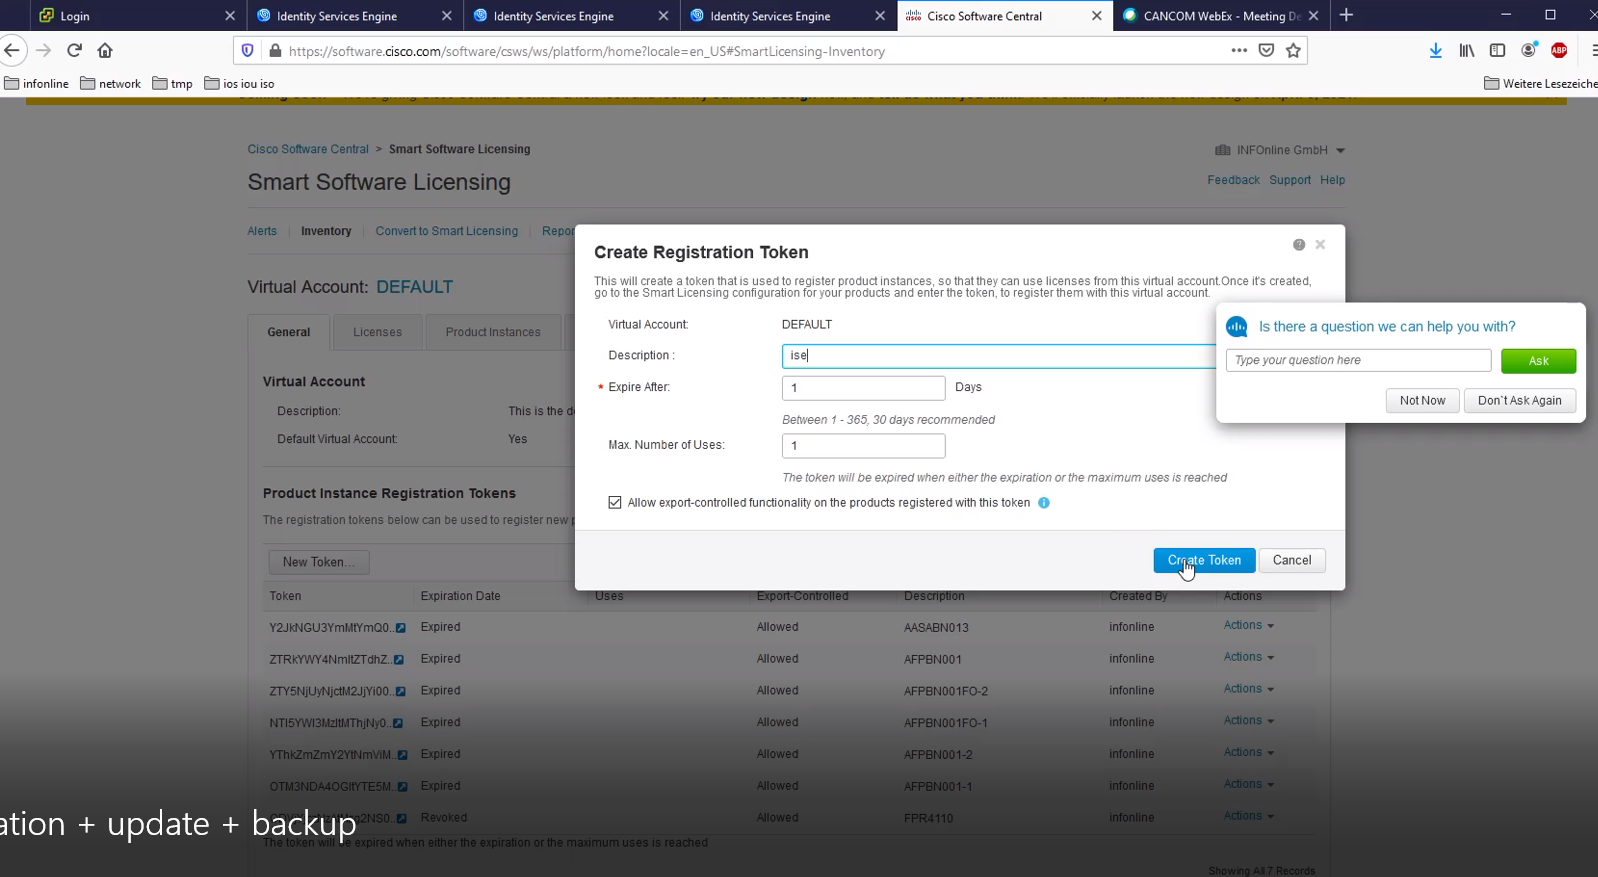 Login
Identity Services Engine
Identity Services Engine
Identity Services Engine
Cisco Software Central
CANCOM WebEx - Meeting De
https://software.cisco.com/software/csws/ws/platform/home?locale=en_US#SmartLicensing-Inventory
ABP
infonline
network
tmp
ios iou iso
Weitere Lesezeiche
Cisco Software Central > Smart Software Licensing
INFOnline GmbH
Smart Software Licensing
Feedback Support Help
Alerts
Inventory
Convert to Smart Licensing
Repor
Create Registration Token
This will create a token that is used to register product instances, so that they can use licenses from this virtual account.Once it's created,
go to the Smart Licensing configuration for your products and enter the token, to register them with this virtual account.
Virtual Account: DEFAULT
Description : ise
* Expire After: 1 Days
Between 1 - 365, 30 days recommended
Max. Number of Uses: 1
The token will be expired when either the expiration or the maximum uses is reached
Allow export-controlled functionality on the products registered with this token
Create Token
Cancel
Is there a question we can help you with?
Type your question here
Ask
Not Now
Don`t Ask Again
Virtual Account: DEFAULT
General
Licenses
Product Instances
Virtual Account
Description: This is the de
Default Virtual Account: Yes
Product Instance Registration Tokens
The registration tokens below can be used to register new p
New Token...
Token Expiration Date Uses Export-Controlled Description Created By Actions
Y2JkNGU3YmMtYmQ0.. Expired Allowed AASABN013 infonline Actions
ZTRkYWY4NmItZTdhZ.. Expired Allowed AFPBN001 infonline Actions
ZTY5NjUyNjctM2JjYi00.. Expired Allowed AFPBN001FO-2 infonline Actions
NTI5YWI3MzItMThjNy0.. Expired Allowed AFPBN001FO-1 infonline Actions
YThkZmZmY2YtNmViM.. Expired Allowed AFPBN001-2 infonline Actions
OTM3NDA4OGItYTE5M.. Expired Allowed AFPBN001-1 infonline Actions
Revoked Allowed FPR4110 infonline Actions
ation + update + backup
The token will be expired when either the expiration or the maximum uses is reached
Showing All 7 Records